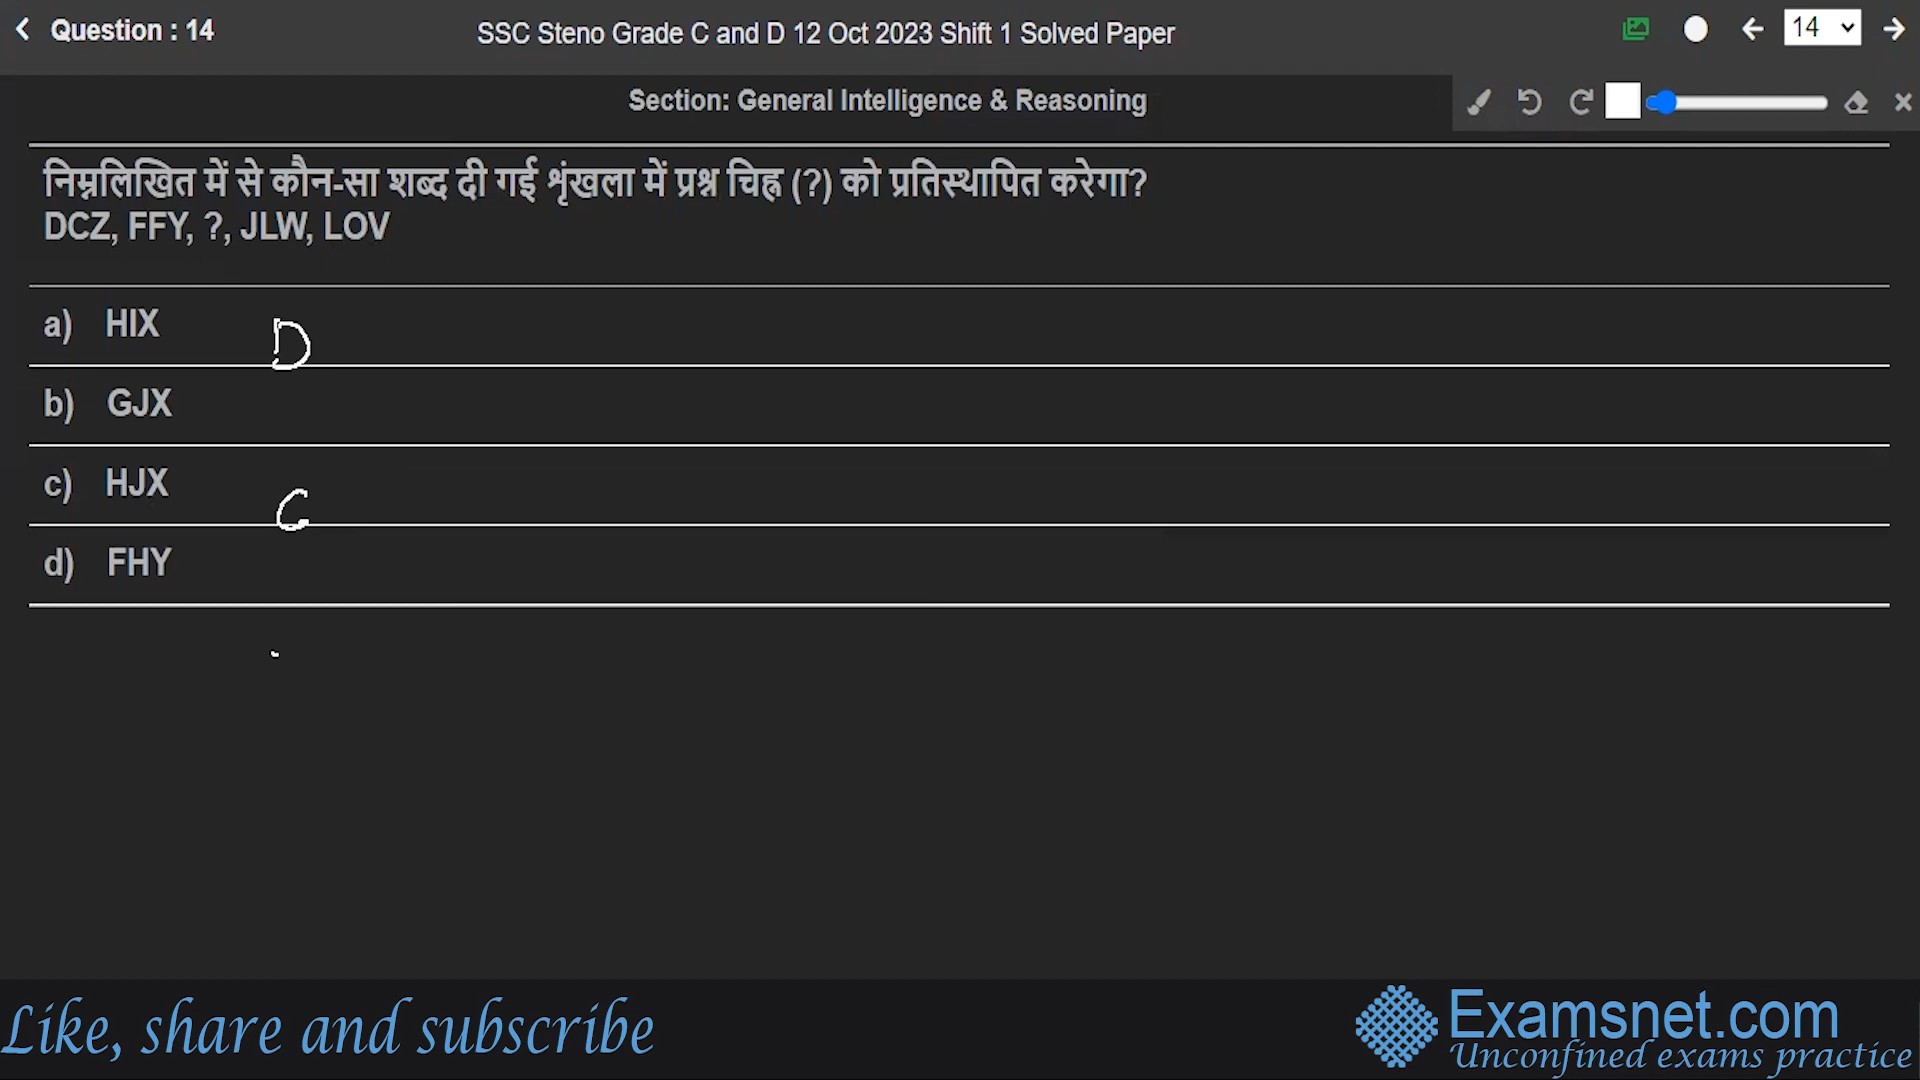 Question : 14
SSC Steno Grade C and D 12 Oct 2023 Shift 1 Solved Paper
14
Section: General Intelligence & Reasoning
निम्नलिखित में से कौन-सा शब्द दी गई शृंखला में प्रश्न चिह्न (?) को प्रतिस्थापित करेगा?
DCZ, FFY, ?, JLW, LOV
a) HIX
D
b) GJX
c) HJX
C
d) FHY
Like, share and subscribe
Examsnet.com
Unconfined exams practice